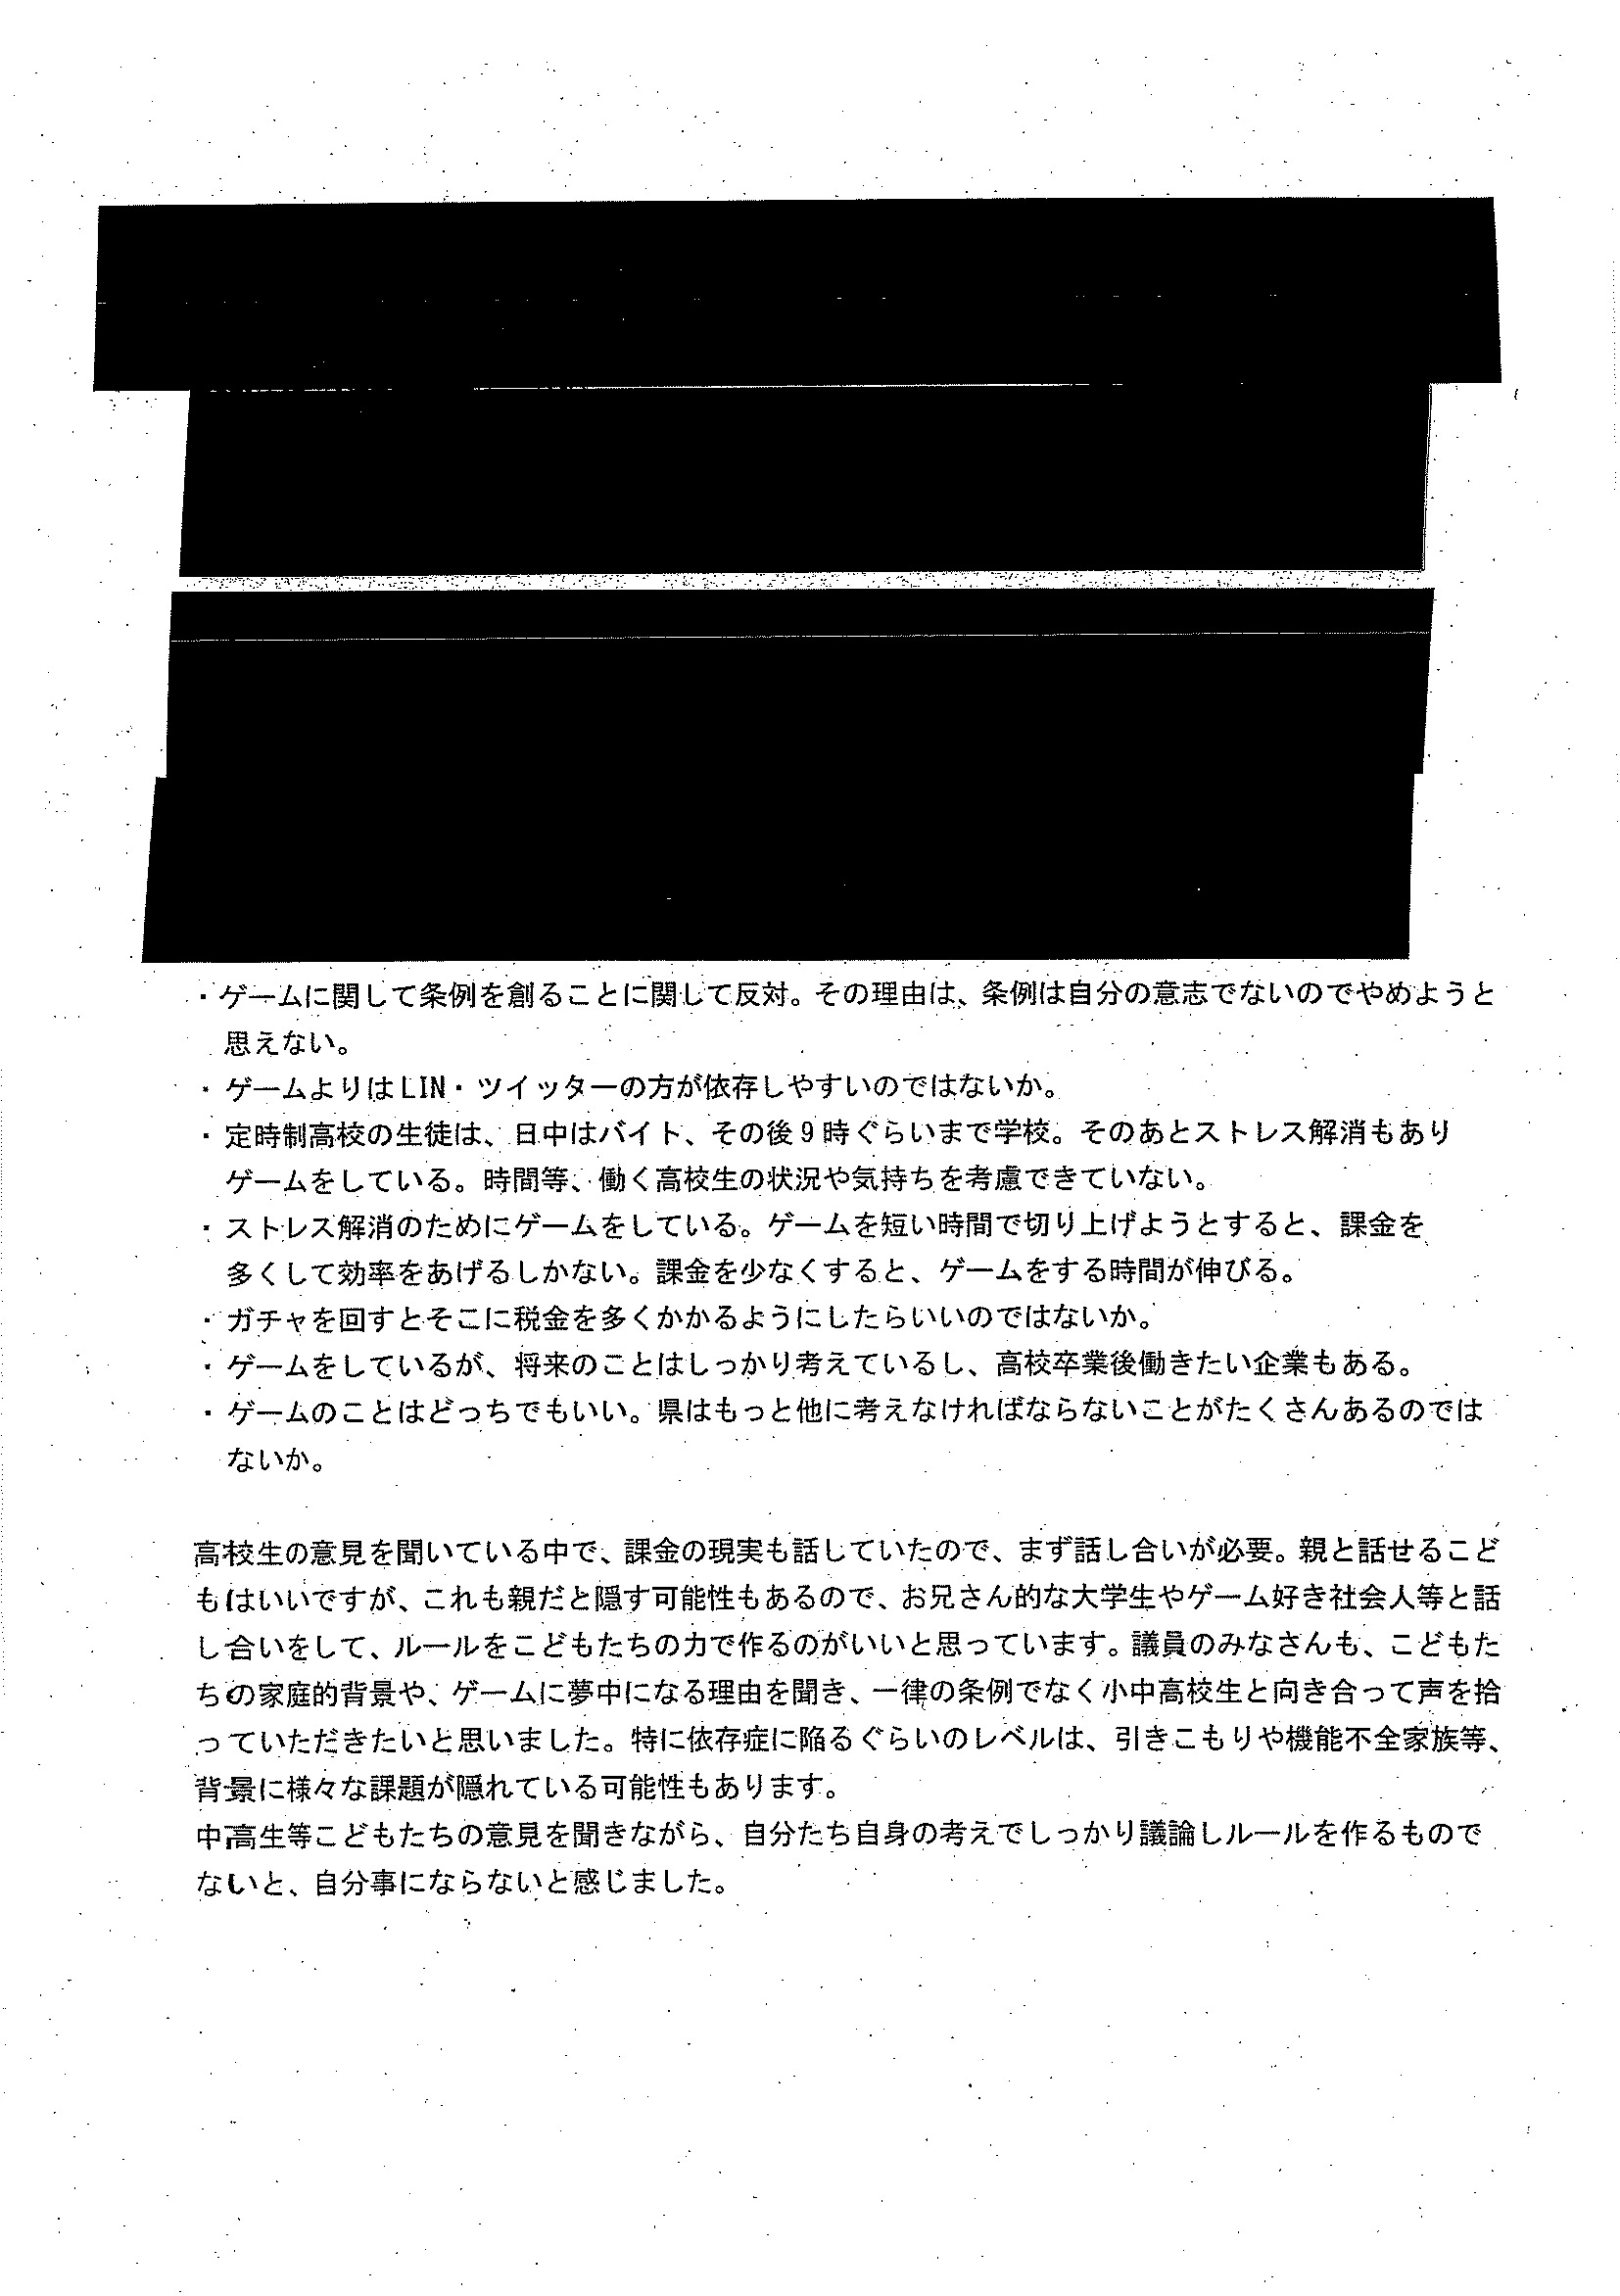 ・ゲームに関して条例を創ることに関して反対。その理由は、条例は自分の意志でないのでやめようと
思えない。
・ゲームよりはLIN・ツイッターの方が依存しやすいのではないか。
・定時制高校の生徒は、日中はバイト、その後9時ぐらいまで学校。そのあとストレス解消もあり
ゲームをしている。時間等、働く高校生の状況や気持ちを考慮できていない。
・ストレス解消のためにゲームをしている。ゲームを短い時間で切り上げようとすると、課金を
多くして効率をあげるしかない。課金を少なくすると、ゲームをする時間が伸びる。
・ガチャを回すとそこに税金を多くかかるようにしたらいいのではないか。
・ゲームをしているが、将来のことはしっかり考えているし、高校卒業後働きたい企業もある。
・ゲームのことはどっちでもいい。県はもっと他に考えなければならないことがたくさんあるのでは
ないか。
高校生の意見を聞いている中で、課金の現実も話していたので、まず話し合いが必要。親と話せるこど
もはいいですが、これも親だと隠す可能性もあるので、お兄さん的な大学生やゲーム好き社会人等と話
し合いをして、ルールをこどもたちの力で作るのがいいと思っています。議員のみなさんも、こどもた
ちの家庭的背景や、ゲームに夢中になる理由を聞き、一律の条例でなく小中高校生と向き合って声を拾
っていただきたいと思いました。特に依存症に陥るぐらいのレベルは、引きこもりや機能不全家族等、
背景に様々な課題が隠れている可能性もあります。
中高生等こどもたちの意見を聞きながら、自分たち自身の考えでしっかり議論しルールを作るもので
ないと、自分事にならないと感じました。